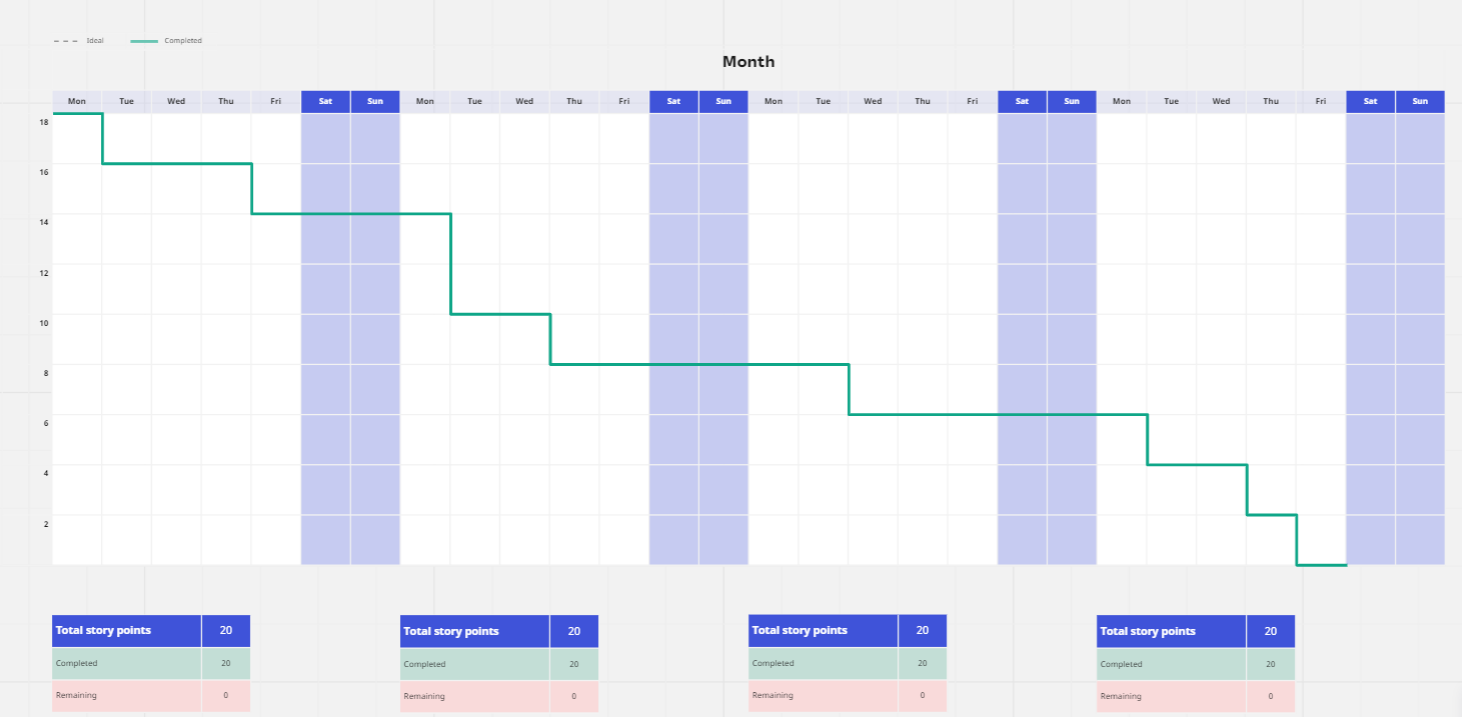 Ideal Completed
Month
Mon Tue Wed Thu Fri Sat Sun Mon Tue Wed Thu Fri Sat Sun Mon Tue Wed Thu Fri Sat Sun Mon Tue Wed Thu Fri Sat Sun
18
16
14
12
10
8
6
4
2
Total story points 20 Total story points 20 Total story points 20 Total story points 20
Completed 20 Completed 20 Completed 20 Completed 20
Remaining 0 Remaining 0 Remaining 0 Remaining 0